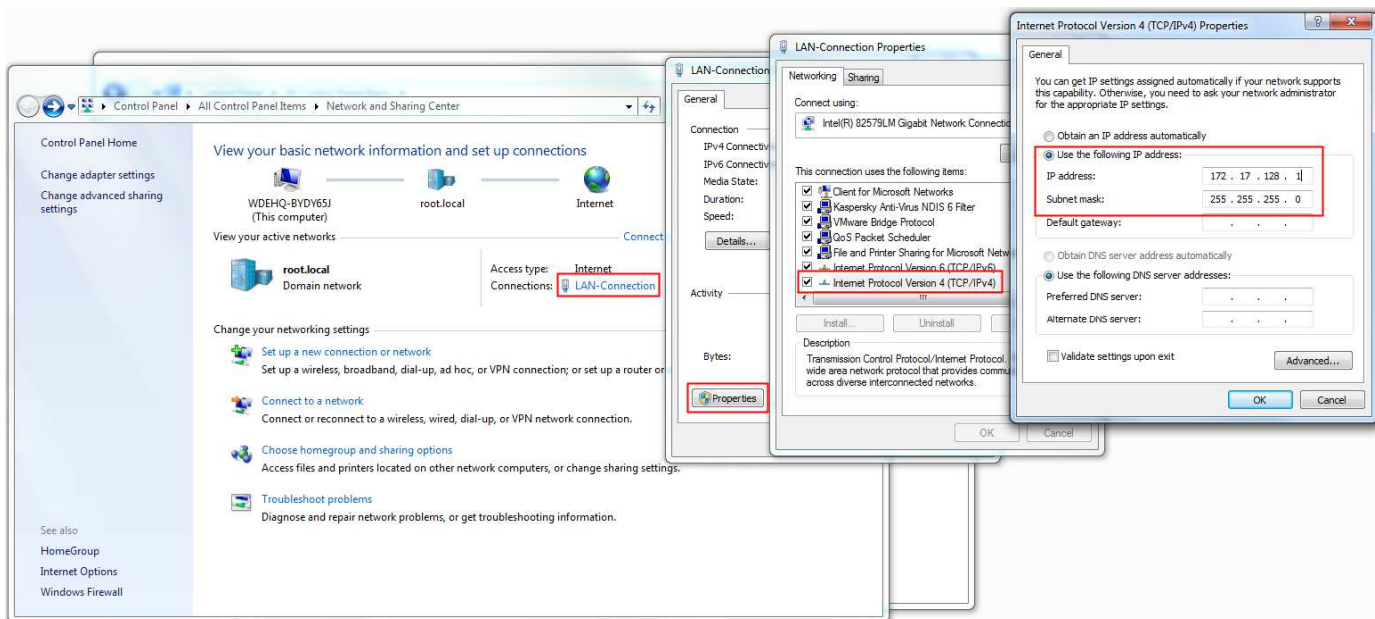 Control Panel ▸ All Control Panel Items ▸ Network and Sharing Center
Control Panel Home
Change adapter settings
Change advanced sharing
settings
See also
HomeGroup
Internet Options
Windows Firewall
View your basic network information and set up connections
WDEHQ-BYDY65J
(This computer)
root.local
Internet
View your active networks
Connect
root.local
Domain network
Access type: Internet
Connections: LAN-Connection
Change your networking settings
Set up a new connection or network
Set up a wireless, broadband, dial-up, ad hoc, or VPN connection; or set up a router or
Connect to a network
Connect or reconnect to a wireless, wired, dial-up, or VPN network connection.
Choose homegroup and sharing options
Access files and printers located on other network computers, or change sharing settings.
Troubleshoot problems
Diagnose and repair network problems, or get troubleshooting information.
LAN-Connection
General
Connection
IPv4 Connectiv
IPv6 Connectiv
Media State:
Duration:
Speed:
Details...
Activity
Bytes:
Properties
LAN-Connection Properties
Networking Sharing
Connect using:
Intel(R) 82579LM Gigabit Network Connectio
This connection uses the following items:
Client for Microsoft Networks
Kaspersky Anti-Virus NDIS 6 Filter
VMware Bridge Protocol
QoS Packet Scheduler
File and Printer Sharing for Microsoft Netw
Internet Protocol Version 6 (TCP/IPv6)
Internet Protocol Version 4 (TCP/IPv4)
Install... Uninstall
Description
Transmission Control Protocol/Internet Protocol.
wide area network protocol that provides commu
across diverse interconnected networks.
OK Cancel
Internet Protocol Version 4 (TCP/IPv4) Properties
General
You can get IP settings assigned automatically if your network supports
this capability. Otherwise, you need to ask your network administrator
for the appropriate IP settings.
Obtain an IP address automatically
Use the following IP address:
IP address: 172 . 17 . 128 . 1
Subnet mask: 255 . 255 . 255 . 0
Default gateway: . . .
Obtain DNS server address automatically
Use the following DNS server addresses:
Preferred DNS server: . . .
Alternate DNS server: . . .
Validate settings upon exit
Advanced...
OK Cancel